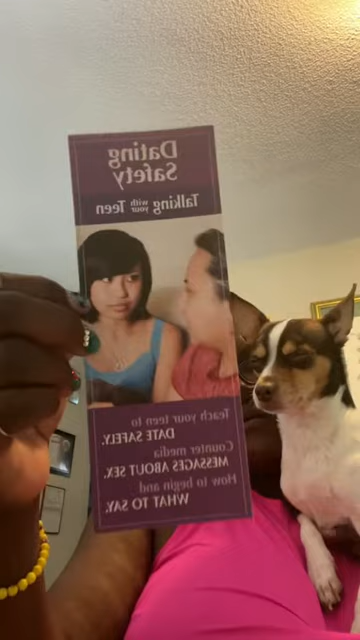 Dating
Safety
Talking with your Teen
Teach your teen to
DATE SAFELY.
Counter media
MESSAGES ABOUT SEX.
How to begin and
WHAT TO SAY.